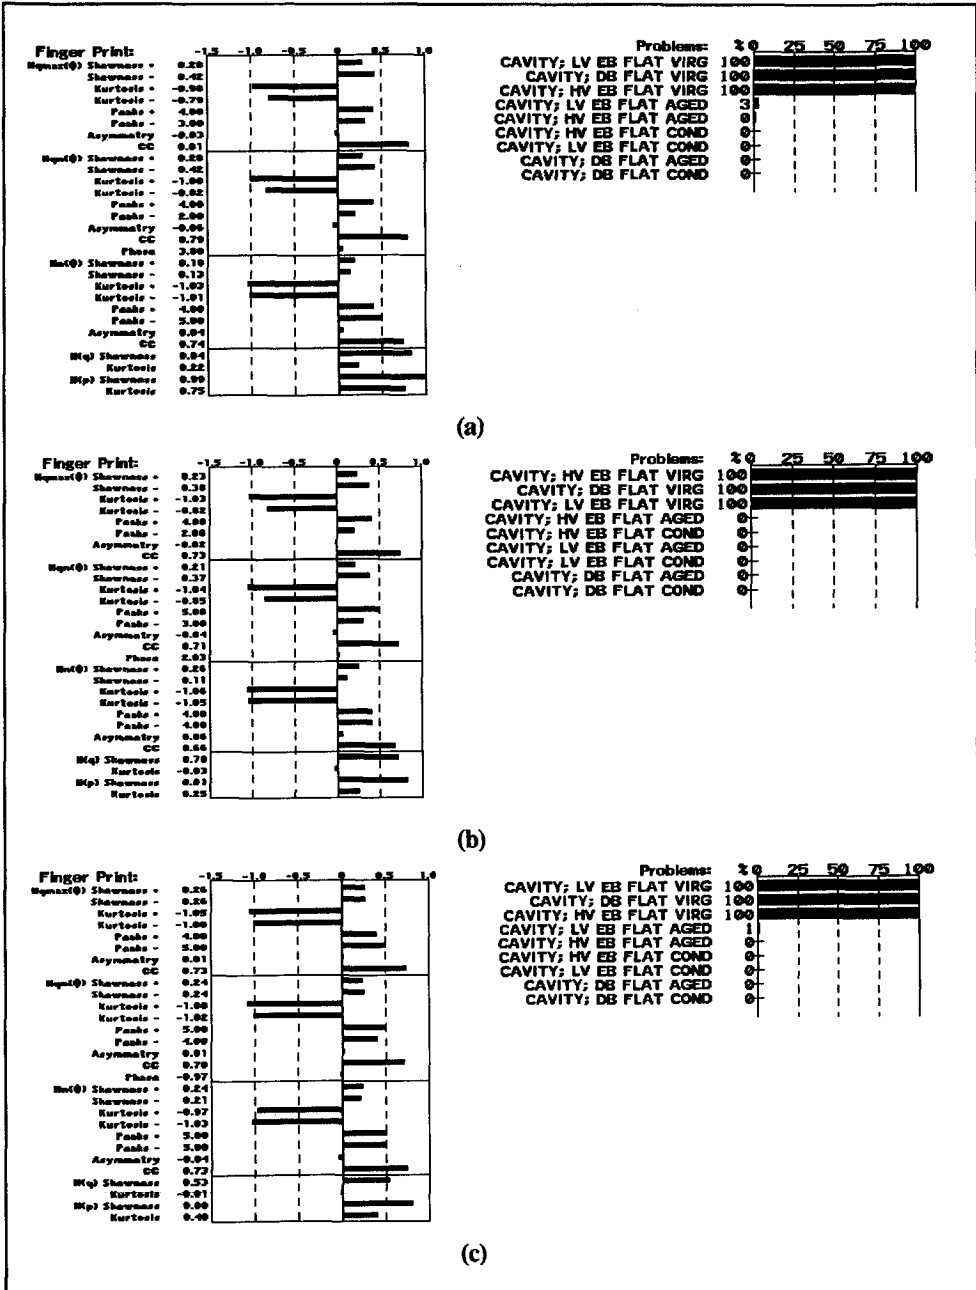 Finger Print: -1.5 -1.0 -0.5 0 0.5 1.0
Hqmax(Φ) Skewness + 0.28
Skewness - 0.42
Kurtosis + -0.98
Kurtosis - -0.79
Peaks + 4.00
Peaks - 3.00
Asymmetry -0.03
CC 0.81
Hqn(Φ) Skewness + 0.28
Skewness - 0.42
Kurtosis + -1.00
Kurtosis - -0.82
Peaks + 4.00
Peaks - 2.00
Asymmetry
CC 0.79
Phase 3.00
Hn(Φ) Skewness + 0.18
Skewness - 0.13
Kurtosis + -1.03
Kurtosis - -1.01
Peaks + 4.00
Peaks - 5.00
Asymmetry 0.04
CC 0.74
H(q) Skewness 0.84
Kurtosis 0.22
H(p) Skewness 0.99
Kurtosis 0.75
Problems: % 0 25 50 75 100
CAVITY; LV EB FLAT VIRG 100
CAVITY; DB FLAT VIRG 100
CAVITY; HV EB FLAT VIRG 100
CAVITY; LV EB FLAT AGED 3
CAVITY; HV EB FLAT AGED 0
CAVITY; HV EB FLAT COND 0
CAVITY; LV EB FLAT COND 0
CAVITY; DB FLAT AGED 0
CAVITY; DB FLAT COND 0
(a)
Finger Print: -1.5 -1.0 -0.5 0 0.5 1.0
Hqmax(Φ) Skewness + 0.23
Skewness - 0.38
Kurtosis + -1.03
Kurtosis - -0.82
Peaks + 4.00
Peaks - 2.00
Asymmetry -0.02
CC 0.73
Hqn(Φ) Skewness + 0.21
Skewness - 0.37
Kurtosis + -1.04
Kurtosis - -0.85
Peaks + 5.00
Peaks - 3.00
Asymmetry -0.04
CC 0.71
Phase 2.03
Hn(Φ) Skewness + 0.26
Skewness - 0.11
Kurtosis + -1.06
Kurtosis - -1.05
Peaks + 4.00
Peaks - 4.00
Asymmetry 0.06
CC 0.66
H(q) Skewness 0.70
Kurtosis -0.03
H(p) Skewness 0.81
Kurtosis 0.25
Problems: % 0 25 50 75 100
CAVITY; HV EB FLAT VIRG 100
CAVITY; DB FLAT VIRG 100
CAVITY; LV EB FLAT VIRG 100
CAVITY; HV EB FLAT AGED 0
CAVITY; HV EB FLAT COND 0
CAVITY; LV EB FLAT AGED 0
CAVITY; LV EB FLAT COND 0
CAVITY; DB FLAT AGED 0
CAVITY; DB FLAT COND 0
(b)
Finger Print: -1.5 -1.0 -0.5 0 0.5 1.0
Hqmax(Φ) Skewness + 0.26
Skewness - 0.26
Kurtosis + -1.05
Kurtosis - -1.00
Peaks + 4.00
Peaks - 5.00
Asymmetry 0.01
CC 0.73
Hqn(Φ) Skewness + 0.24
Skewness - 0.24
Kurtosis + -1.08
Kurtosis - -1.02
Peaks + 5.00
Peaks - 4.00
Asymmetry 0.01
CC 0.70
Phase -0.97
Hn(Φ) Skewness + 0.24
Skewness - 0.21
Kurtosis + -0.97
Kurtosis - -1.03
Peaks + 5.00
Peaks - 5.00
Asymmetry -0.04
CC 0.73
H(q) Skewness 0.53
Kurtosis -0.01
H(p) Skewness 0.80
Kurtosis 0.40
Problems: % 0 25 50 75 100
CAVITY; LV EB FLAT VIRG 100
CAVITY; DB FLAT VIRG 100
CAVITY; HV EB FLAT VIRG 100
CAVITY; LV EB FLAT AGED 1
CAVITY; HV EB FLAT AGED 0
CAVITY; HV EB FLAT COND 0
CAVITY; LV EB FLAT COND 0
CAVITY; DB FLAT AGED 0
CAVITY; DB FLAT COND 0
(c)